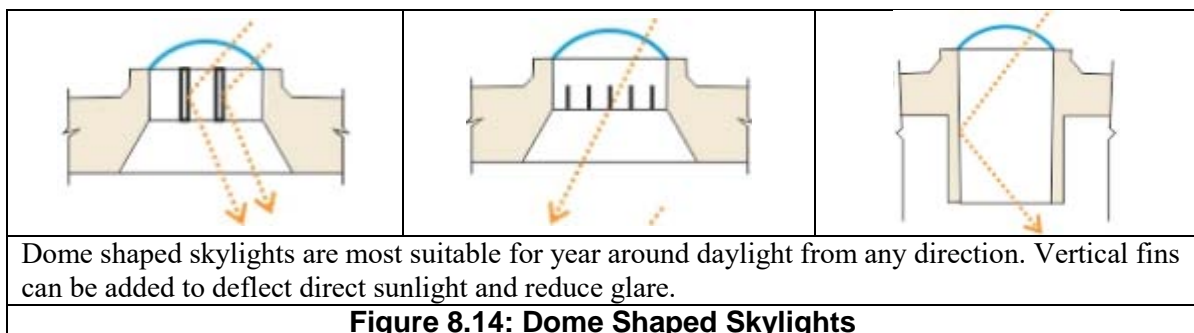 Dome shaped skylights are most suitable for year around daylight from any direction. Vertical fins
can be added to deflect direct sunlight and reduce glare.
Figure 8.14: Dome Shaped Skylights